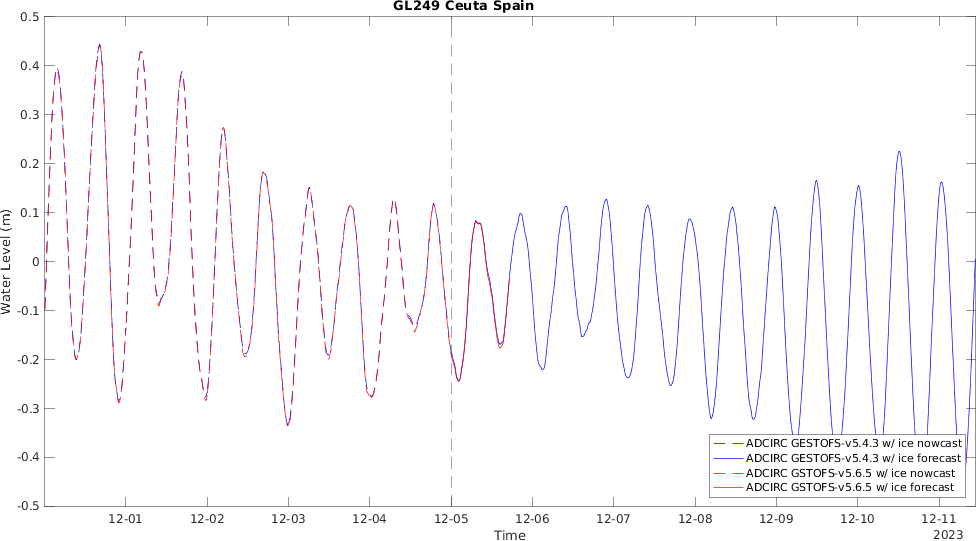 GL249 Ceuta Spain
0.5
0.4
0.3
0.2
0.1
0
-0.1
-0.2
-0.3
-0.4
-0.5
Water Level (m)
ADCIRC GESTOFS-v5.4.3 w/ ice nowcast
ADCIRC GESTOFS-v5.4.3 w/ ice forecast
ADCIRC GSTOFS-v5.6.5 w/ ice nowcast
ADCIRC GSTOFS-v5.6.5 w/ ice forecast
12-01 12-02 12-03 12-04 12-05 12-06 12-07 12-08 12-09 12-10 12-11
Time
2023